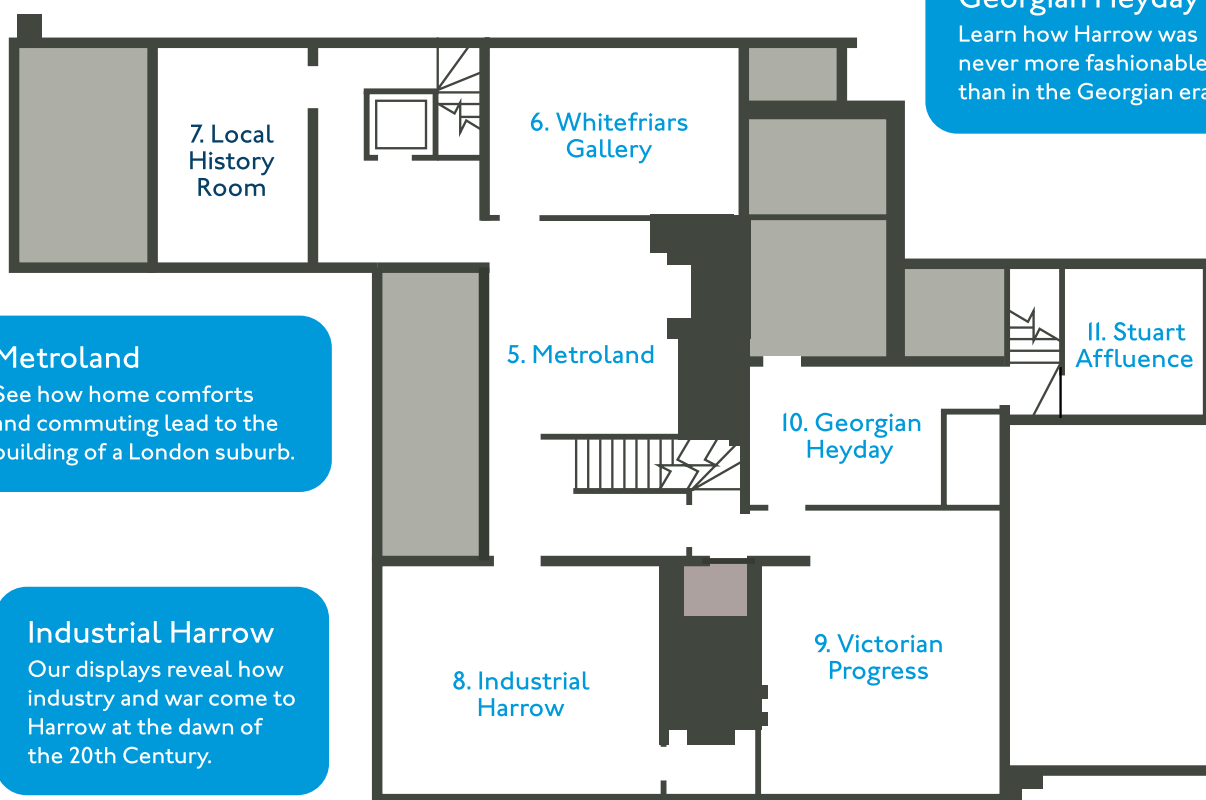 Georgian Heyday
Learn how Harrow was
never more fashionable
than in the Georgian era
7. Local
History
Room
6. Whitefriars
Gallery
5. Metroland
11. Stuart
Affluence
10. Georgian
Heyday
Metroland
See how home comforts
and commuting lead to the
building of a London suburb.
Industrial Harrow
Our displays reveal how
industry and war come to
Harrow at the dawn of
the 20th Century.
8. Industrial
Harrow
9. Victorian
Progress